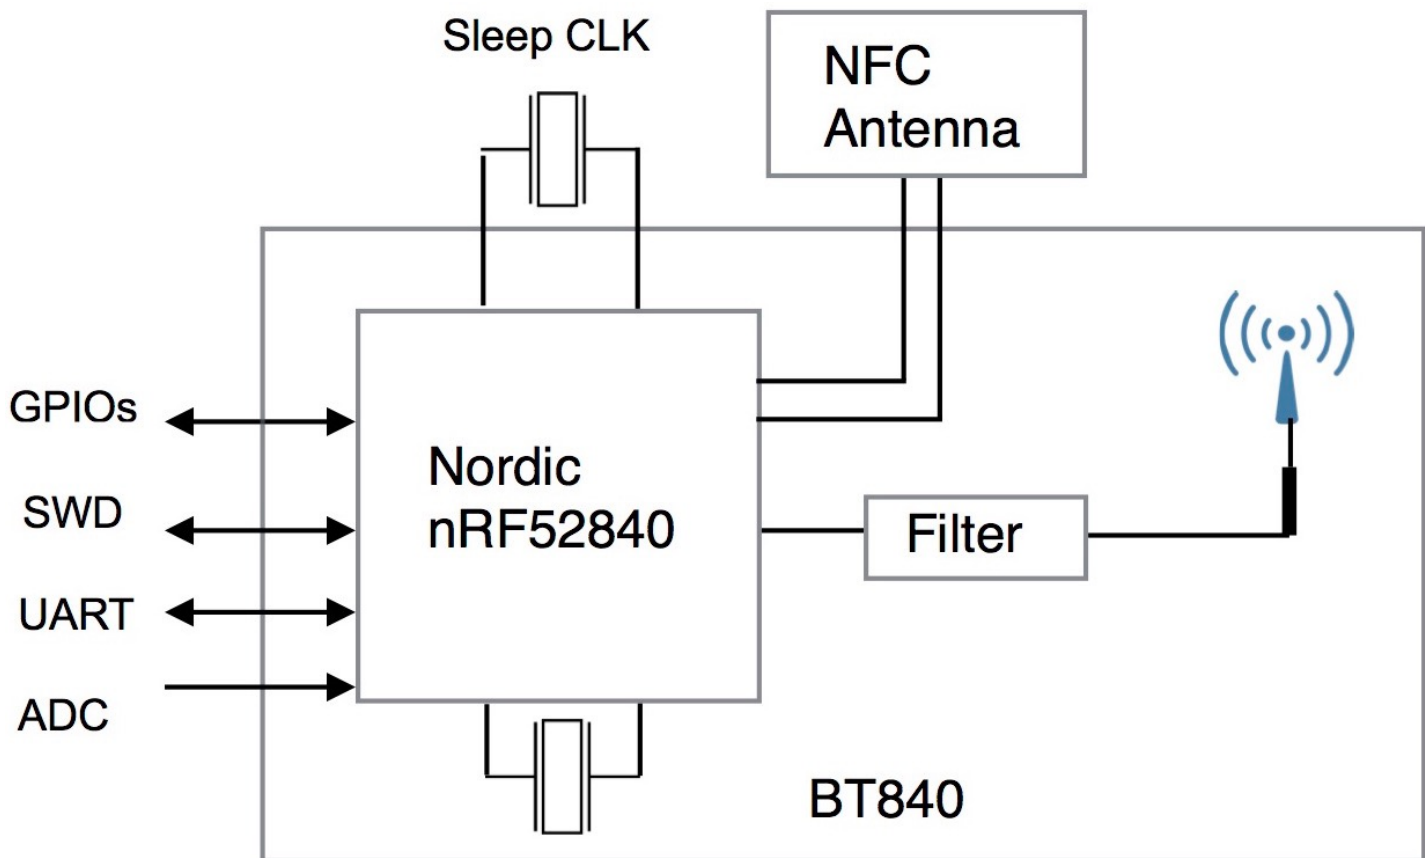 Sleep CLK
NFC
Antenna
GPIOs
SWD
UART
ADC
Nordic
nRF52840
Filter
BT840